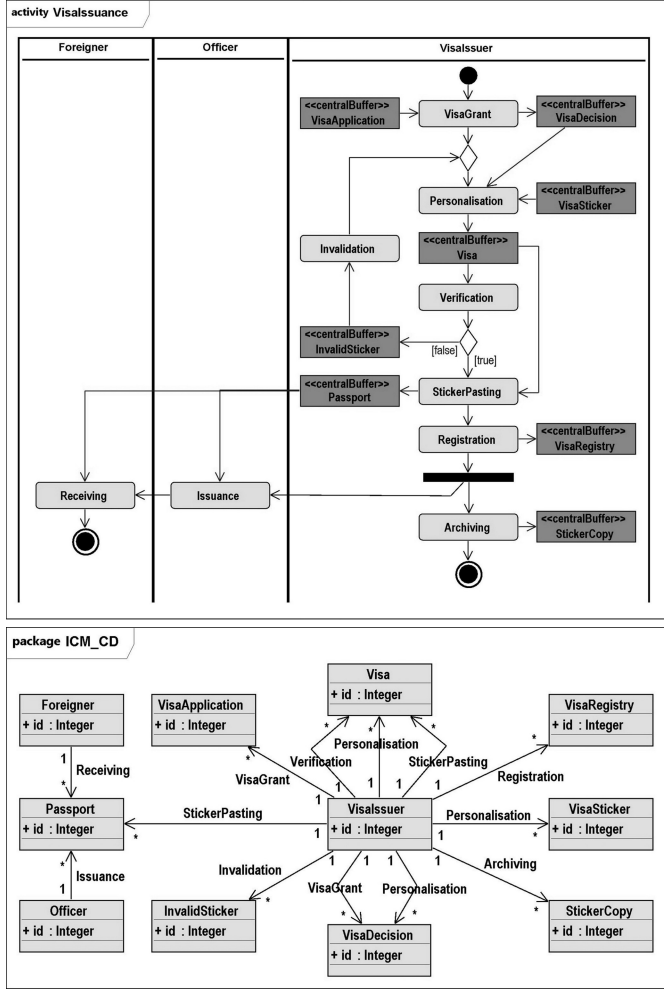 activity VisaIssuance
Foreigner
Officer
VisaIssuer
<<centralBuffer>>
VisaApplication
VisaGrant
<<centralBuffer>>
VisaDecision
Personalisation
<<centralBuffer>>
VisaSticker
Invalidation
<<centralBuffer>>
Visa
Verification
<<centralBuffer>>
InvalidSticker
[false]
[true]
<<centralBuffer>>
Passport
StickerPasting
Registration
<<centralBuffer>>
VisaRegistry
Receiving
Issuance
Archiving
<<centralBuffer>>
StickerCopy
package ICM_CD
Visa
+ id : Integer
Foreigner
+ id : Integer
VisaApplication
+ id : Integer
VisaRegistry
+ id : Integer
* * *
Personalisation
Verification
StickerPasting
1
Receiving
*
*
VisaGrant
*
Registration
1 1 1 1 1
Passport
+ id : Integer
StickerPasting
*
1
VisaIssuer
+ id : Integer
1
Personalisation
*
VisaSticker
+ id : Integer
*
Issuance
1
1 1 1 1 1
Invalidation
*
VisaGrant
*
Personalisation
*
Archiving
*
Officer
+ id : Integer
InvalidSticker
+ id : Integer
VisaDecision
+ id : Integer
StickerCopy
+ id : Integer